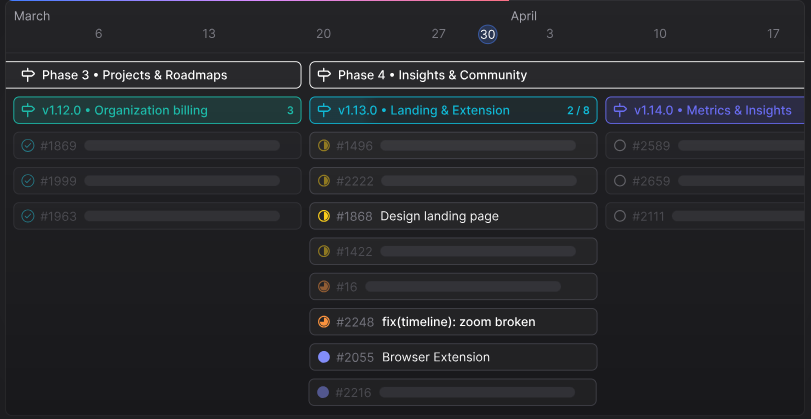 March
April
6
13
20
27
30
3
10
17
Phase 3 • Projects & Roadmaps
Phase 4 • Insights & Community
v1.12.0 • Organization billing
3
v1.13.0 • Landing & Extension
2 / 8
v1.14.0 • Metrics & Insights
#1869
#1496
#2589
#1999
#2222
#2659
#1963
#1868 Design landing page
#2111
#1422
#16
#2248 fix(timeline): zoom broken
#2055 Browser Extension
#2216